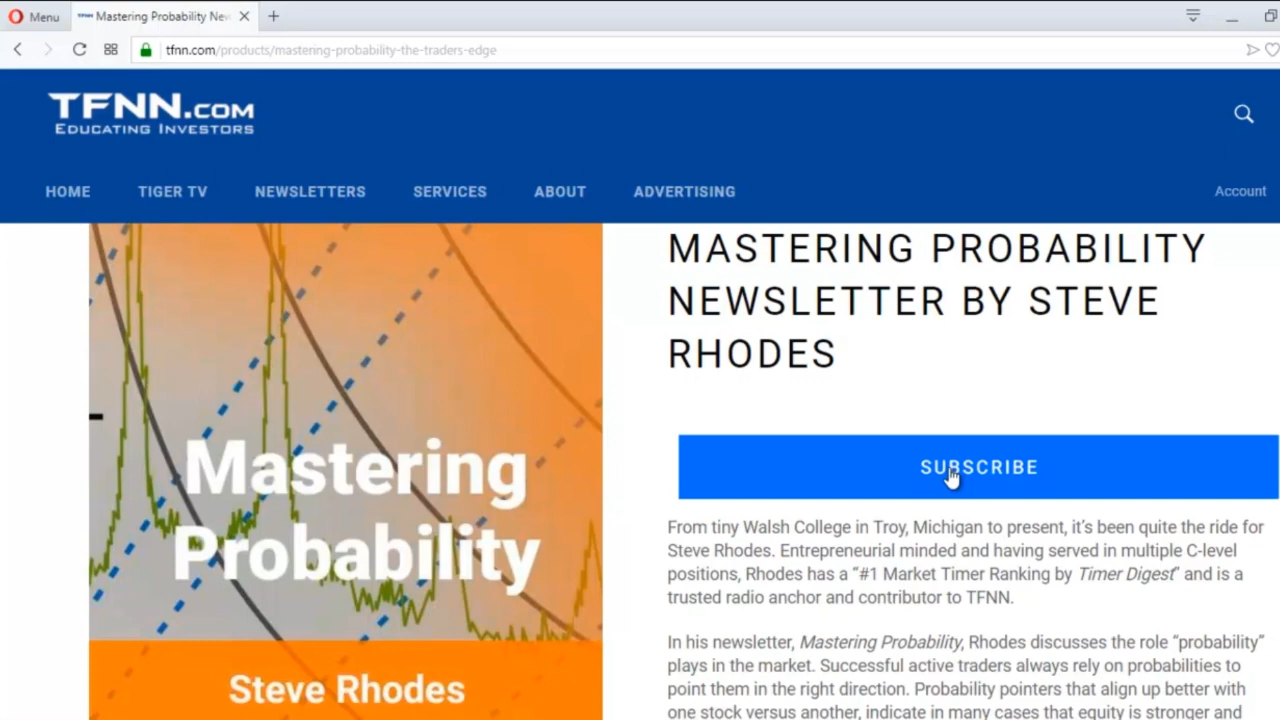 Menu
Mastering Probability New
tfnn.com/products/mastering-probability-the-traders-edge
TFNN.COM
EDUCATING INVESTORS
HOME TIGER TV NEWSLETTERS SERVICES ABOUT ADVERTISING Account
Mastering
Probability
Steve Rhodes
MASTERING PROBABILITY
NEWSLETTER BY STEVE
RHODES
SUBSCRIBE
From tiny Walsh College in Troy, Michigan to present, it's been quite the ride for
Steve Rhodes. Entrepreneurial minded and having served in multiple C-level
positions, Rhodes has a “#1 Market Timer Ranking by Timer Digest” and is a
trusted radio anchor and contributor to TFNN.
In his newsletter, Mastering Probability, Rhodes discusses the role “probability”
plays in the market. Successful active traders always rely on probabilities to
point them in the right direction. Probability pointers that align up better with
one stock versus another, indicate in many cases that equity is stronger and